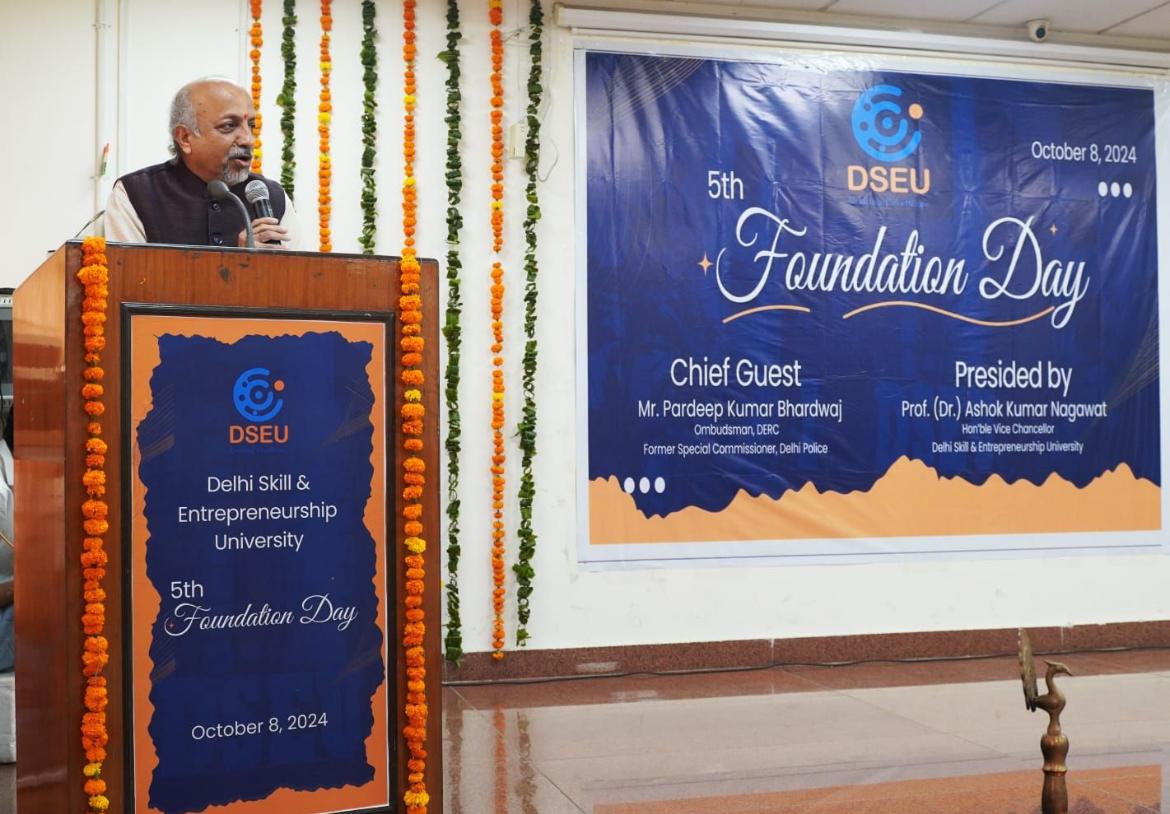 DSEU
Delhi Skill &
Entrepreneurship
University
5th
Foundation Day
October 8, 2024
DSEU
October 8, 2024
5th
Foundation Day
Chief Guest
Mr. Pardeep Kumar Bhardwaj
Ombudsman, DERC
Former Special Commissioner, Delhi Police
Presided by
Prof. (Dr.) Ashok Kumar Nagawat
Hon'ble Vice Chancellor
Delhi Skill & Entrepreneurship University